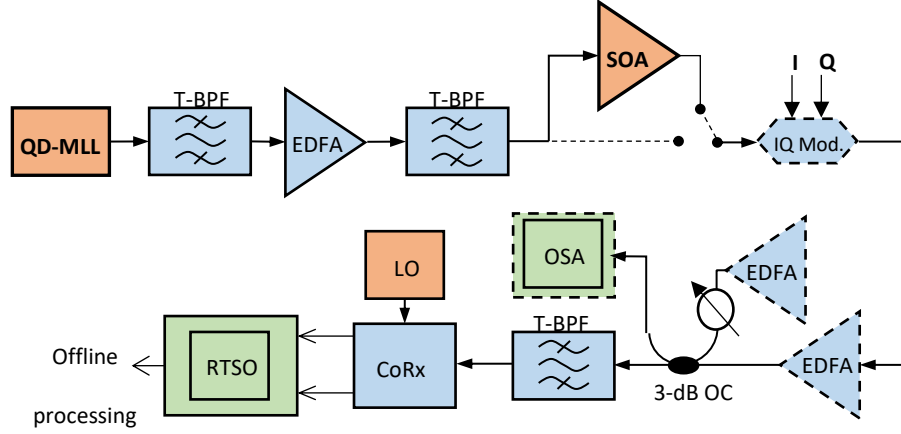 SOA
I Q
T-BPF
T-BPF
QD-MLL
EDFA
IQ Mod.
OSA
EDFA
LO
T-BPF
Offline
processing
RTSO
CoRx
EDFA
3-dB OC